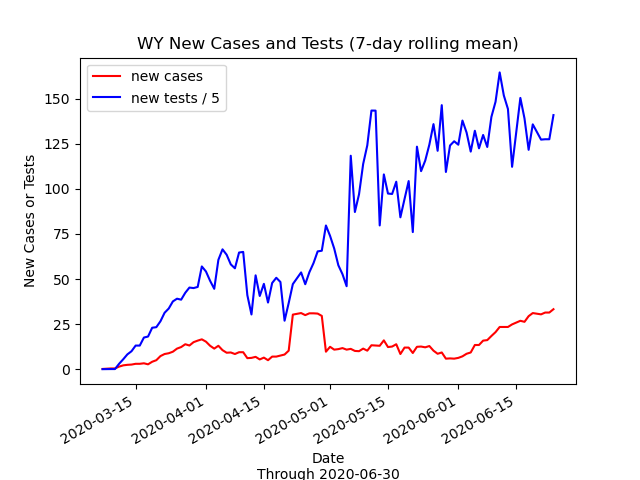 WY New Cases and Tests (7-day rolling mean)
new cases
new tests / 5
New Cases or Tests
150
125
100
75
50
25
0
2020-03-15
2020-04-01
2020-04-15
2020-05-01
2020-05-15
2020-06-01
2020-06-15
Date
Through 2020-06-30